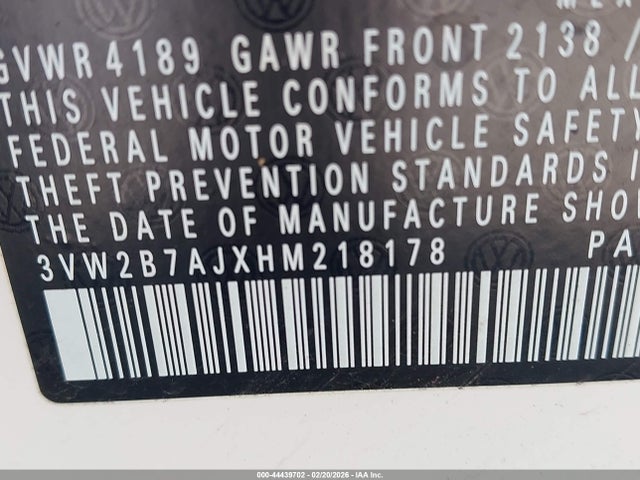 GVWR 4189 GAWR FRONT 2138 /
THIS VEHICLE CONFORMS TO ALL
FEDERAL MOTOR VEHICLE SAFETY
THEFT PREVENTION STANDARDS I
THE DATE OF MANUFACTURE SHO
3VW2B7AJXHM218178 PA
000-44439702 - 02/20/2026 - IAA Inc.